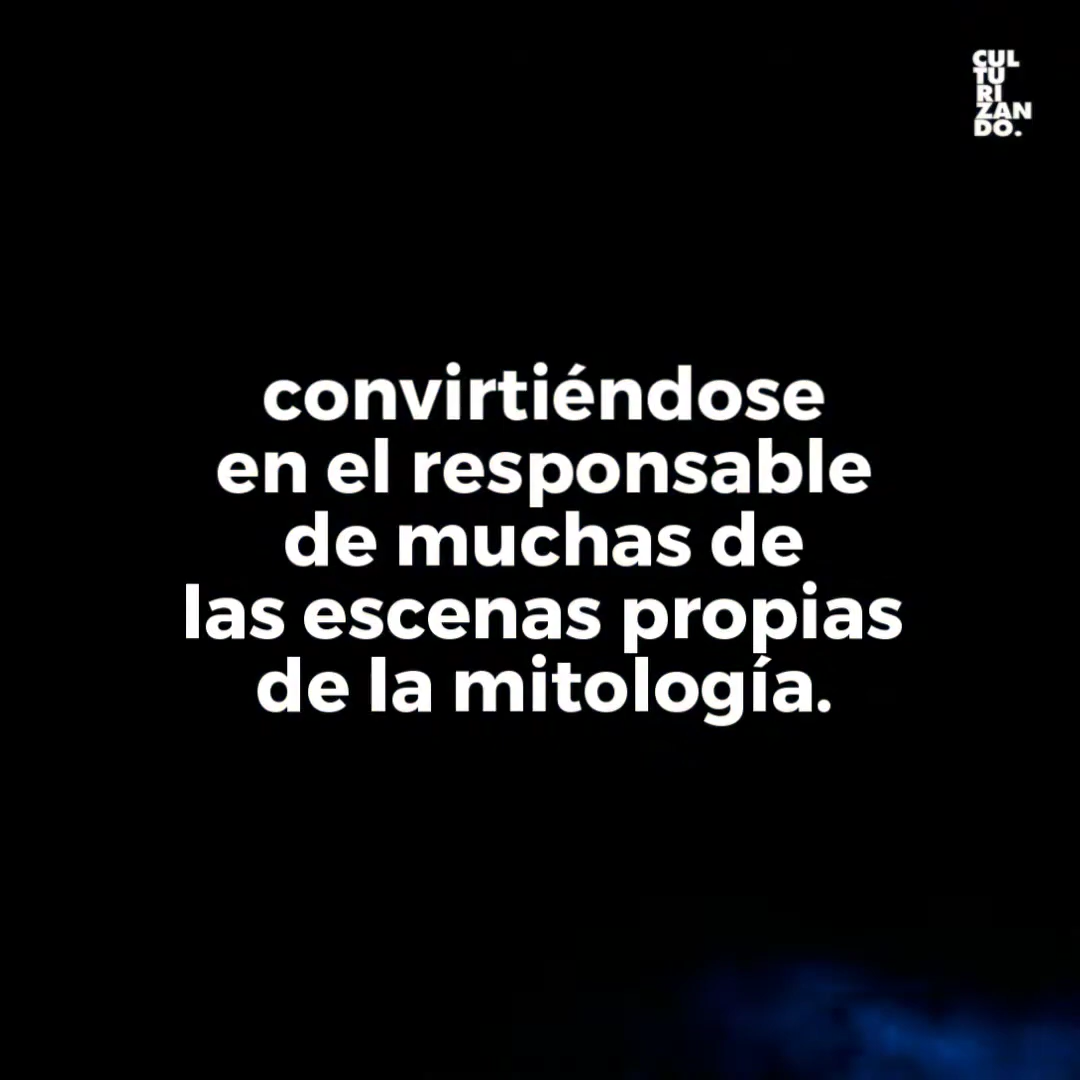 CUL
TU
RI
ZAN
DO.
convirtiéndose
en el responsable
de muchas de
las escenas propias
de la mitología.